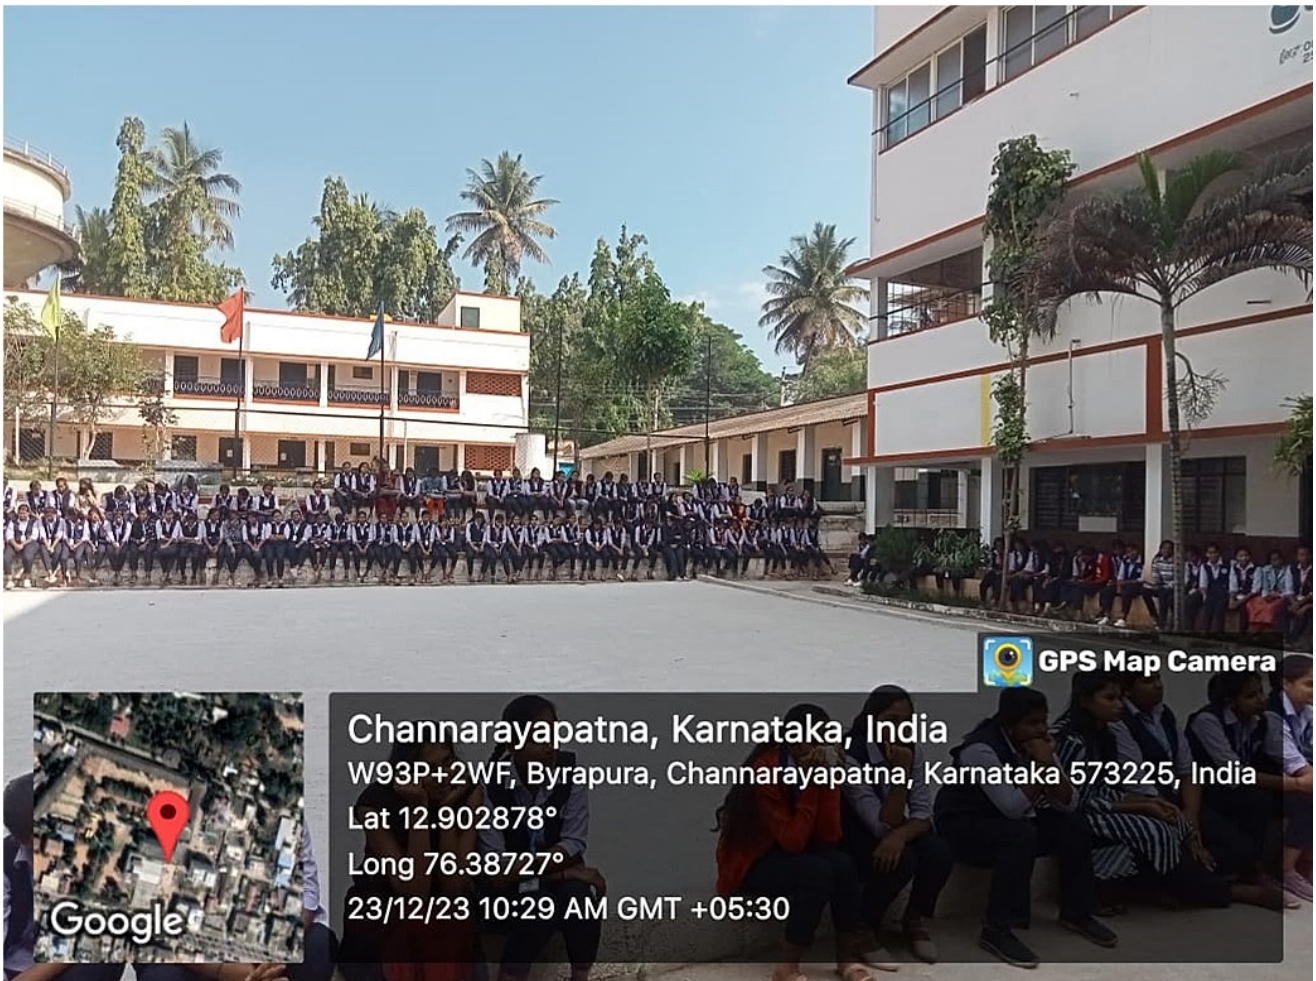 GPS Map Camera
Channarayapatna, Karnataka, India
W93P+2WF, Byrapura, Channarayapatna, Karnataka 573225, India
Lat 12.902878°
Long 76.38727°
23/12/23 10:29 AM GMT +05:30
Google